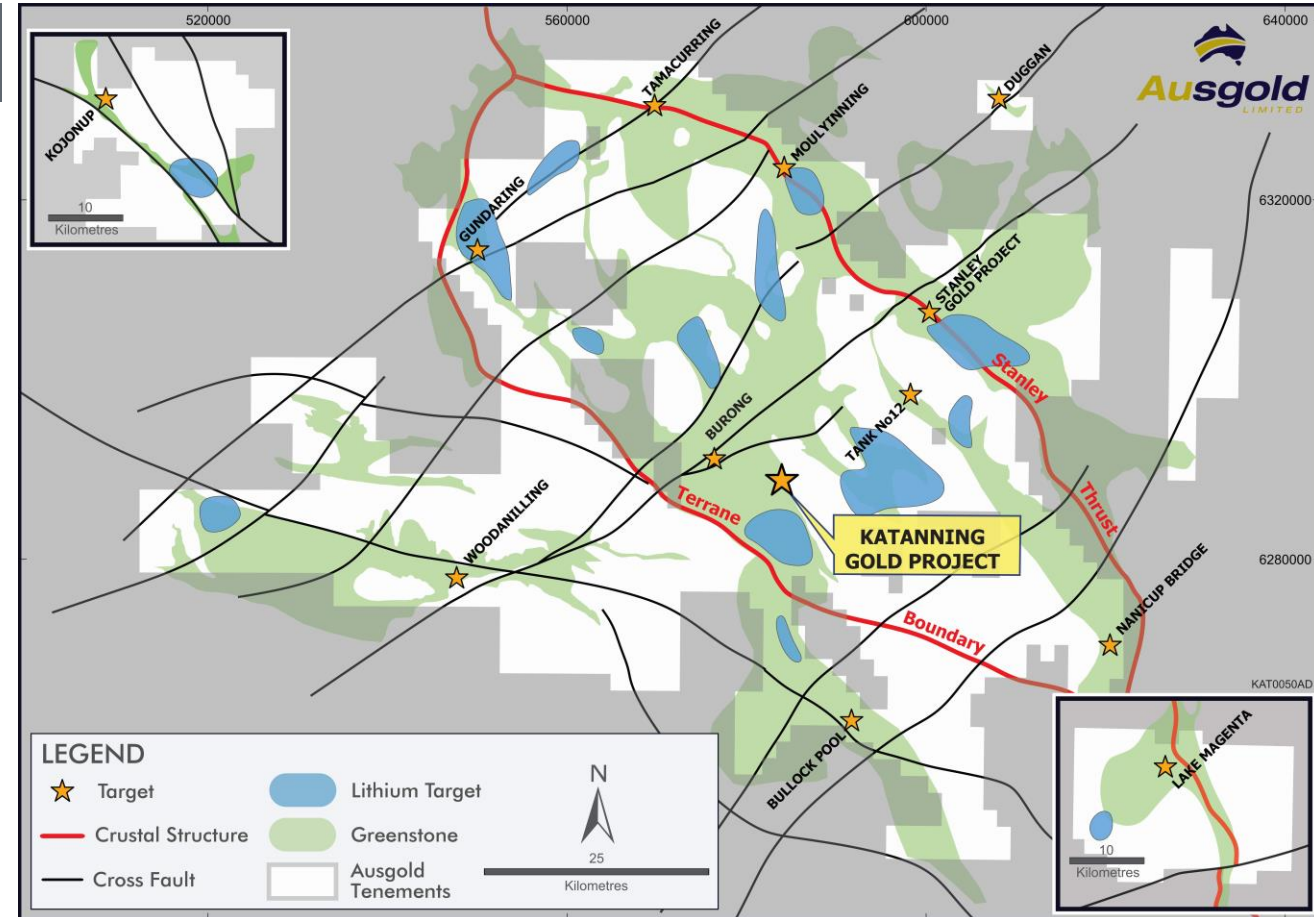 520000
560000
600000
640000
Ausgold
LIMITED
KOJONUP
10
Kilometres
TAMACURRING
MOULYINNING
DUGGAN
6320000
GUNDARING
STANLEY
GOLD PROJECT
Stanley
Thrust
TANK No12
BURONG
Terrane
KATANNING
GOLD PROJECT
WOODANILLING
6280000
NANICUP BRIDGE
Boundary
KAT0050AD
BULLOCK POOL
LAKE MAGENTA
10
Kilometres
LEGEND
Target
Lithium Target
Crustal Structure
Greenstone
Cross Fault
Ausgold
Tenements
N
25
Kilometres